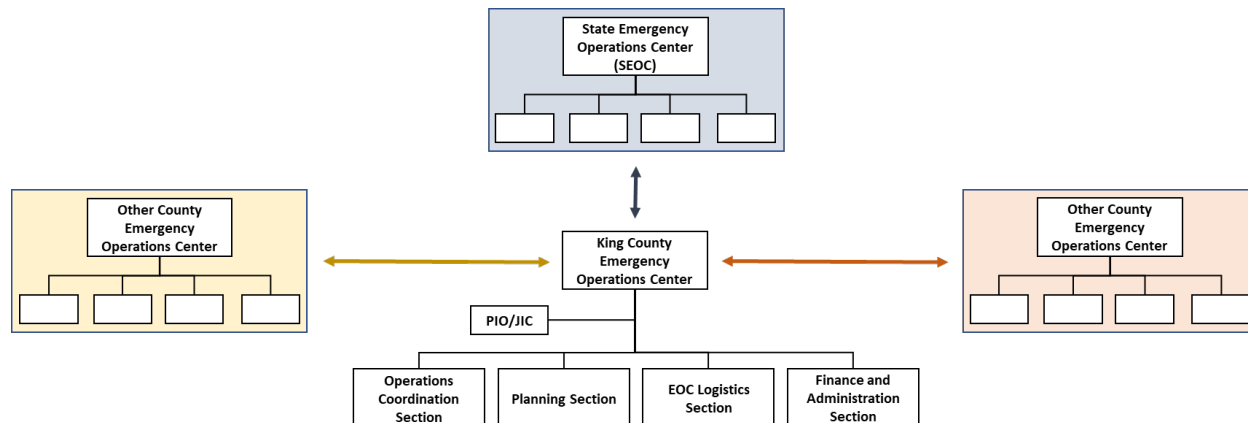 State Emergency
Operations Center
(SEOC)
Other County
Emergency
Operations Center
King County
Emergency
Operations Center
Other County
Emergency
Operations Center
PIO/JIC
Operations
Coordination
Section
Planning Section
EOC Logistics
Section
Finance and
Administration
Section